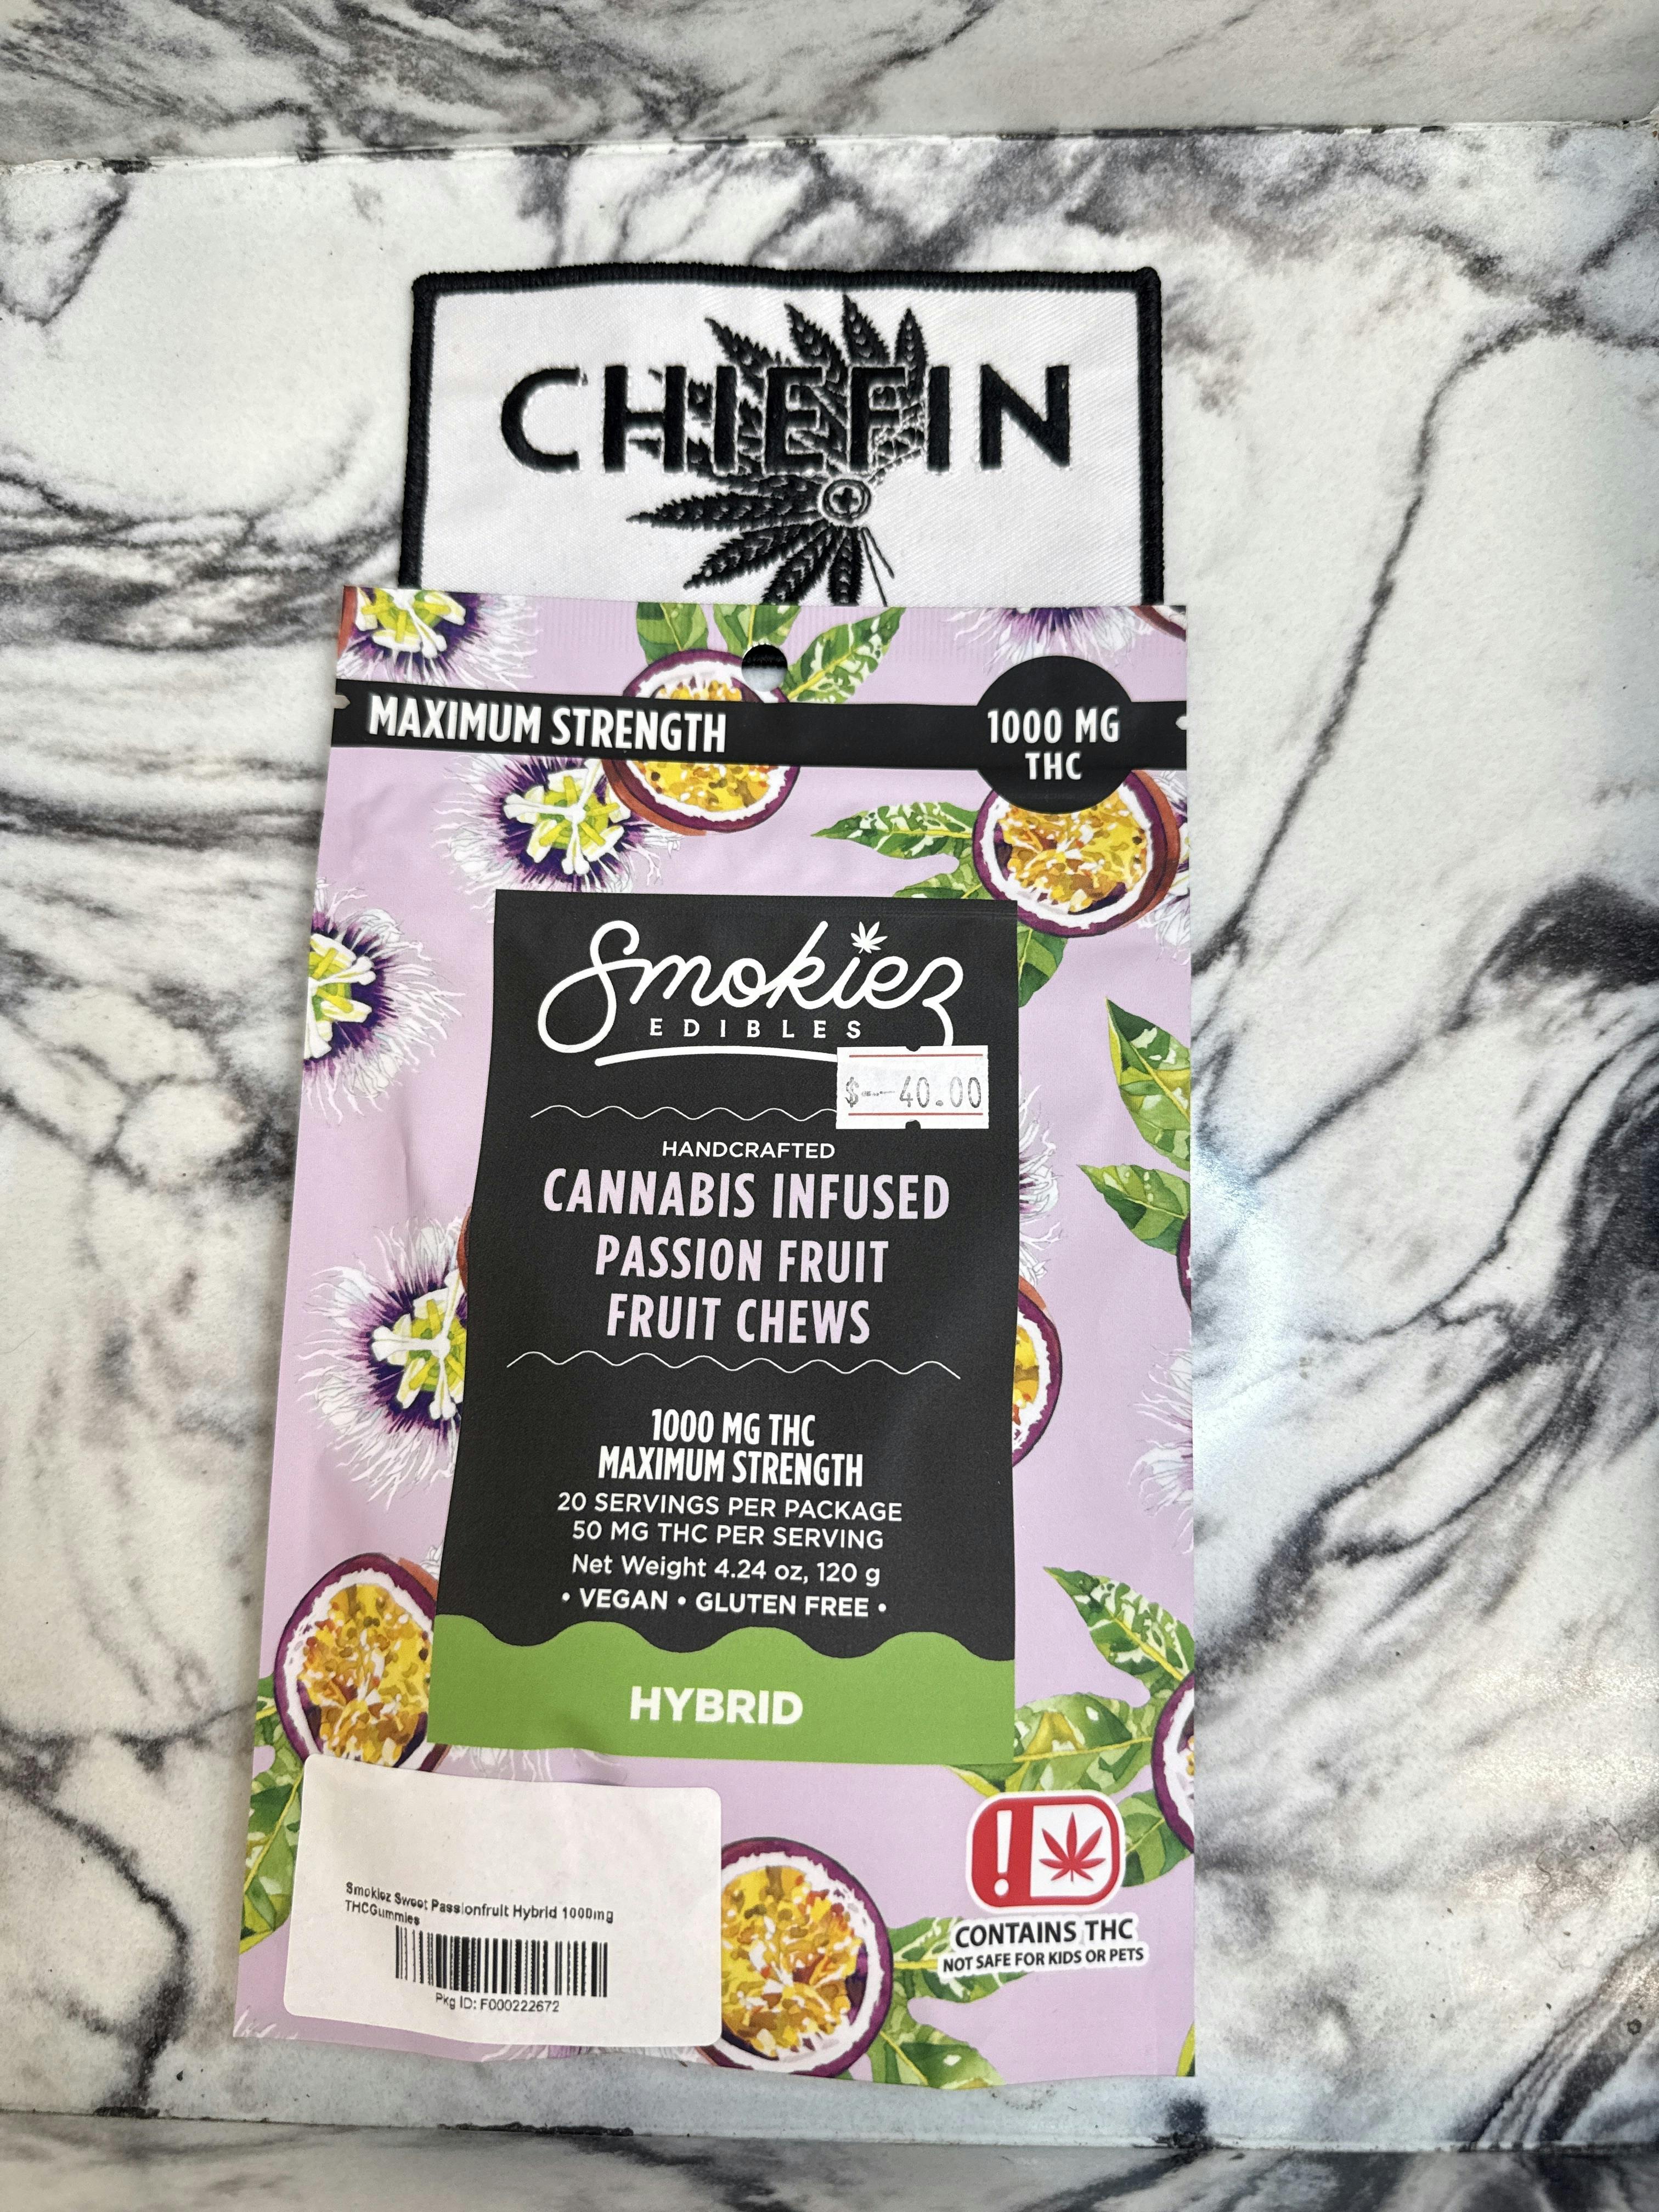 CHIEFIN
MAXIMUM STRENGTH
1000 MG
THC
Smokiez
EDIBLES
$--40.00
HANDCRAFTED
CANNABIS INFUSED
PASSION FRUIT
FRUIT CHEWS
1000 MG THC
MAXIMUM STRENGTH
20 SERVINGS PER PACKAGE
50 MG THC PER SERVING
Net Weight 4.24 oz, 120 g
• VEGAN • GLUTEN FREE •
HYBRID
Smokiez Sweet Passionfruit Hybrid 1000mg
THCGummies
Pkg ID: F000222672
!
CONTAINS THC
NOT SAFE FOR KIDS OR PETS